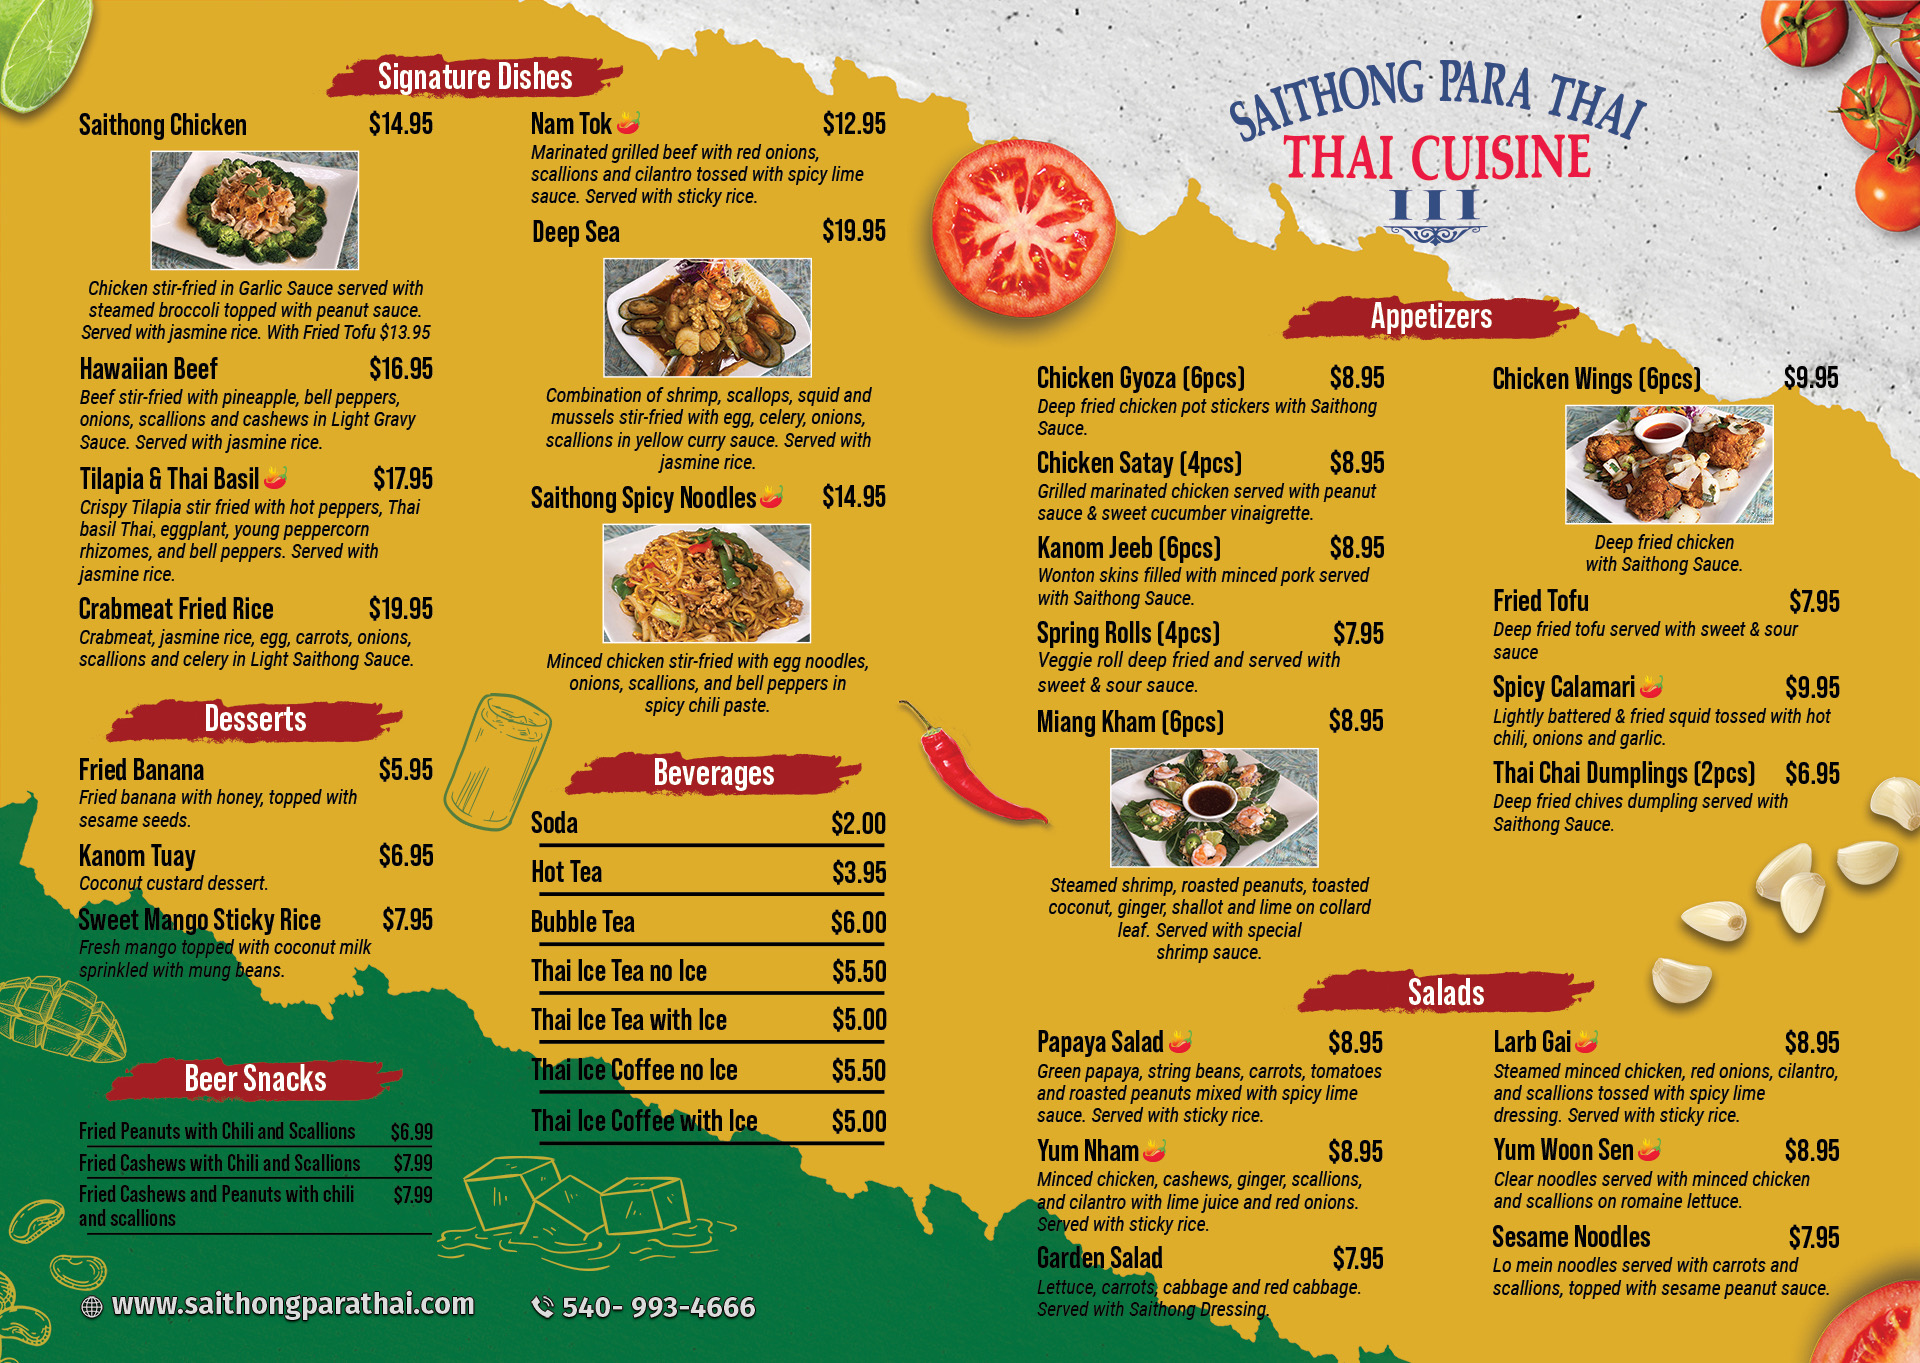 Signature Dishes
Saithong Chicken $14.95
Chicken stir-fried in Garlic Sauce served with
steamed broccoli topped with peanut sauce.
Served with jasmine rice. With Fried Tofu $13.95
Hawaiian Beef $16.95
Beef stir-fried with pineapple, bell peppers,
onions, scallions and cashews in LIght Gravy
Sauce. Served with jasmine rice.
Tilapia & Thai Basil $17.95
Crispy Tilapia stir fried with hot peppers, Thai
basil Thai, eggplant, young peppercorn
rhizomes, and bell peppers. Served with
jasmine rice.
Crabmeat Fried Rice $19.95
Crabmeat, jasmine rice, egg, carrots, onions,
scallions and celery in Light Saithong Sauce.
Nam Tok $12.95
Marinated grilled beef with red onions,
scallions and cilantro tossed with spicy lime
sauce. Served with sticky rice.
Deep Sea $19.95
Combination of shrimp, scallops, squid and
mussels stir-fried with egg, celery, onions,
scallions in yellow curry sauce. Served with
jasmine rice.
Saithong Spicy Noodles $14.95
Minced chicken stir-fried with egg noodles,
onions, scallions, and bell peppers in
spicy chili paste.
Desserts
Fried Banana $5.95
Fried banana with honey, topped with
sesame seeds.
Kanom Tuay $6.95
Coconut custard dessert.
Sweet Mango Sticky Rice $7.95
Fresh mango topped with coconut milk
sprinkled with mung beans.
Beer Snacks
Fried Peanuts with Chili and Scallions $6.99
Fried Cashews with Chili and Scallions $7.99
Fried Cashews and Peanuts with chili $7.99
and scallions
Beverages
Soda $2.00
Hot Tea $3.95
Bubble Tea $6.00
Thai Ice Tea no Ice $5.50
Thai Ice Tea with Ice $5.00
Thai Ice Coffee no Ice $5.50
Thai Ice Coffee with Ice $5.00
www.saithongparathai.com
540- 993-4666
SAITHONG PARA THAI
THAI CUISINE
III
Appetizers
Chicken Gyoza (6pcs) $8.95
Deep fried chicken pot stickers with Saithong
Sauce.
Chicken Satay (4pcs) $8.95
Grilled marinated chicken served with peanut
sauce & sweet cucumber vinaigrette.
Kanom Jeeb (6pcs) $8.95
Wonton skins filled with minced pork served
with Saithong Sauce.
Spring Rolls (4pcs) $7.95
Veggie roll deep fried and served with
sweet & sour sauce.
Miang Kham (6pcs) $8.95
Steamed shrimp, roasted peanuts, toasted
coconut, ginger, shallot and lime on collard
leaf. Served with special
shrimp sauce.
Chicken Wings (6pcs) $9.95
Deep fried chicken
with Saithong Sauce.
Fried Tofu $7.95
Deep fried tofu served with sweet & sour
sauce
Spicy Calamari $9.95
Lightly battered & fried squid tossed with hot
chili, onions and garlic.
Thai Chai Dumplings (2pcs) $6.95
Deep fried chives dumpling served with
Saithong Sauce.
Salads
Papaya Salad $8.95
Green papaya, string beans, carrots, tomatoes
and roasted peanuts mixed with spicy lime
sauce. Served with sticky rice.
Yum Nham $8.95
Minced chicken, cashews, ginger, scallions,
and cilantro with lime juice and red onions.
Served with sticky rice.
Garden Salad $7.95
Lettuce, carrots, cabbage and red cabbage.
Served with Saithong Dressing.
Larb Gai $8.95
Steamed minced chicken, red onions, cilantro,
and scallions tossed with spicy lime
dressing. Served with sticky rice.
Yum Woon Sen $8.95
Clear noodles served with minced chicken
and scallions on romaine lettuce.
Sesame Noodles $7.95
Lo mein noodles served with carrots and
scallions, topped with sesame peanut sauce.